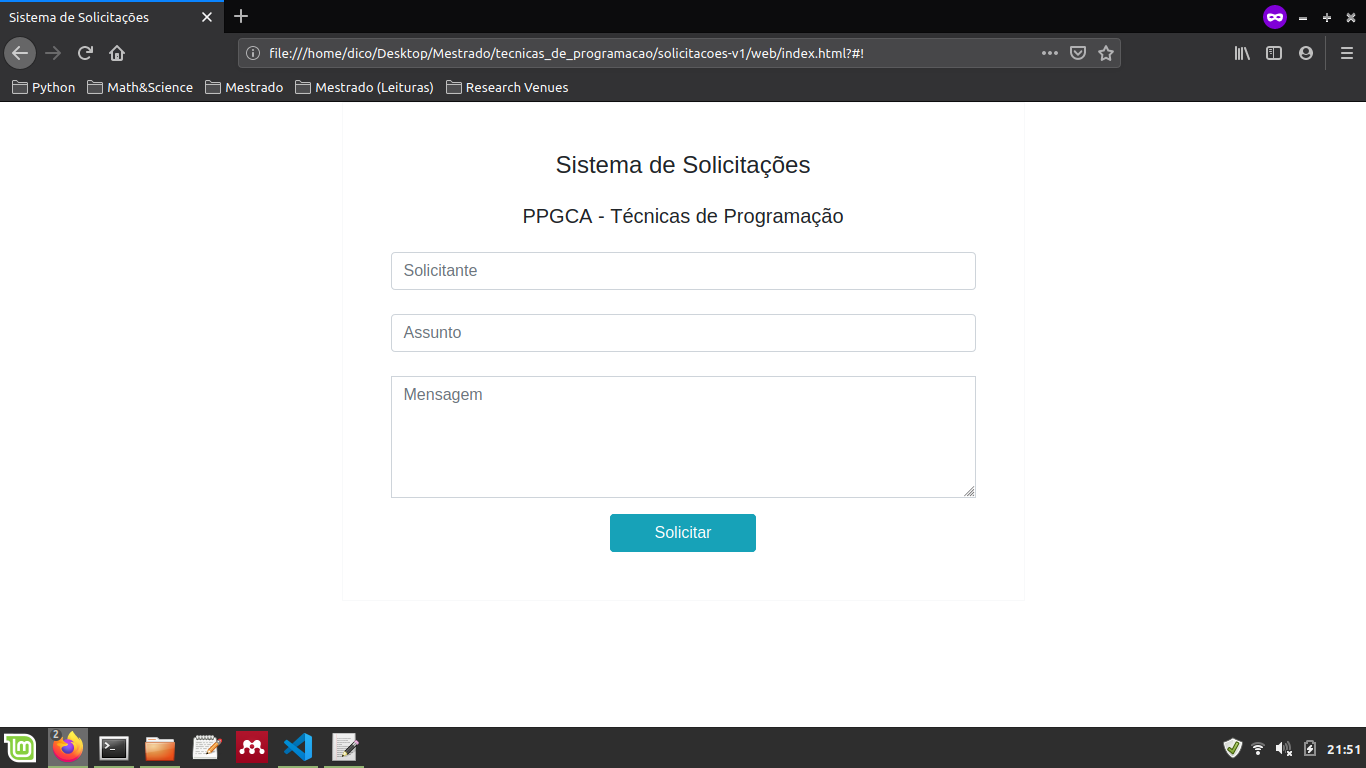 Sistema de Solicitações
file:///home/dico/Desktop/Mestrado/tecnicas_de_programacao/solicitacoes-v1/web/index.html?#!
Python Math&Science Mestrado Mestrado (Leituras) Research Venues
Sistema de Solicitações
PPGCA - Técnicas de Programação
Solicitante
Assunto
Mensagem
Solicitar
2
21:51